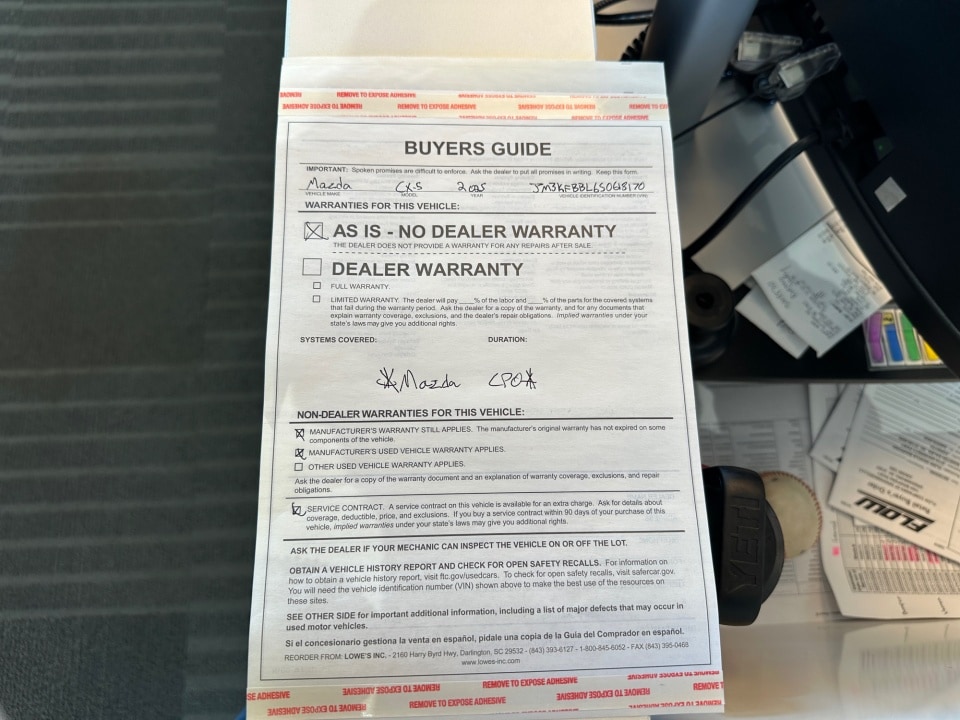 REMOVE TO EXPOSE ADHESIVE
BUYERS GUIDE
IMPORTANT: Spoken promises are difficult to enforce. Ask the dealer to put all promises in writing. Keep this form.
Mazda CX-5 2025
VEHICLE MAKE MODEL YEAR VEHICLE IDENTIFICATION NUMBER (VIN)
WARRANTIES FOR THIS VEHICLE:
AS IS - NO DEALER WARRANTY
THE DEALER DOES NOT PROVIDE A WARRANTY FOR ANY REPAIRS AFTER SALE.
DEALER WARRANTY
FULL WARRANTY.
LIMITED WARRANTY. The dealer will pay ____% of the labor and ____% of the parts for the covered systems
that fail during the warranty period. Ask the dealer for a copy of the warranty, and for any documents that
explain warranty coverage, exclusions, and the dealer's repair obligations. Implied warranties under your
state's laws may give you additional rights.
SYSTEMS COVERED: DURATION:
*Mazda CPO*
NON-DEALER WARRANTIES FOR THIS VEHICLE:
MANUFACTURER'S WARRANTY STILL APPLIES. The manufacturer's original warranty has not expired on some
components of the vehicle.
MANUFACTURER'S USED VEHICLE WARRANTY APPLIES.
OTHER USED VEHICLE WARRANTY APPLIES.
Ask the dealer for a copy of the warranty document and an explanation of warranty coverage, exclusions, and repair
obligations.
SERVICE CONTRACT. A service contract on this vehicle is available for an extra charge. Ask for details about
coverage, deductible, price, and exclusions. If you buy a service contract within 90 days of your purchase of this
vehicle, implied warranties under your state's laws may give you additional rights.
ASK THE DEALER IF YOUR MECHANIC CAN INSPECT THE VEHICLE ON OR OFF THE LOT.
OBTAIN A VEHICLE HISTORY REPORT AND CHECK FOR OPEN SAFETY RECALLS. For information on
how to obtain a vehicle history report, visit ftc.gov/usedcars. To check for open safety recalls, visit safercar.gov.
You will need the vehicle identification number (VIN) shown above to make the best use of the resources on
these sites.
SEE OTHER SIDE for important additional information, including a list of major defects that may occur in
used motor vehicles.
Si el concesionario gestiona la venta en español, pídale una copia de la Guía del Comprador en español.
REORDER FROM: LOWE'S INC. - 2160 Harry Byrd Hwy, Darlington, SC 29532 - (843) 393-6127 - 1-800-845-6052 - FAX (843) 395-0468
www.lowes-inc.com
REMOVE TO EXPOSE ADHESIVE
REMOVE TO EXPOSE ADHESIVE
FLOW
YETI